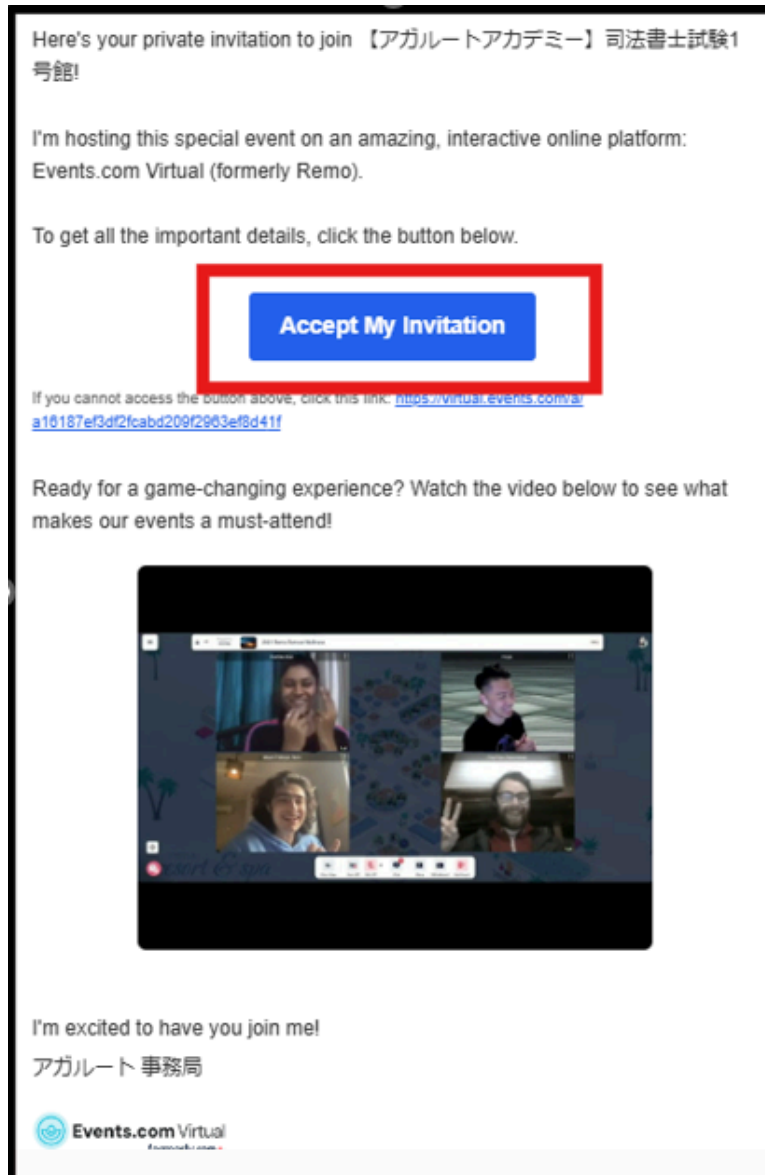 Here's your private invitation to join 【アガルートアカデミー】司法書士試験1
号館!
I'm hosting this special event on an amazing, interactive online platform:
Events.com Virtual (formerly Remo).
To get all the important details, click the button below.
Accept My Invitation
If you cannot access the button above, click this link: https://virtual.events.com/a/
a16187ef3df2fcabd209f2963ef8d41f
Ready for a game-changing experience? Watch the video below to see what
makes our events a must-attend!
resort & spa
I'm excited to have you join me!
アガルート 事務局
Events.com Virtual